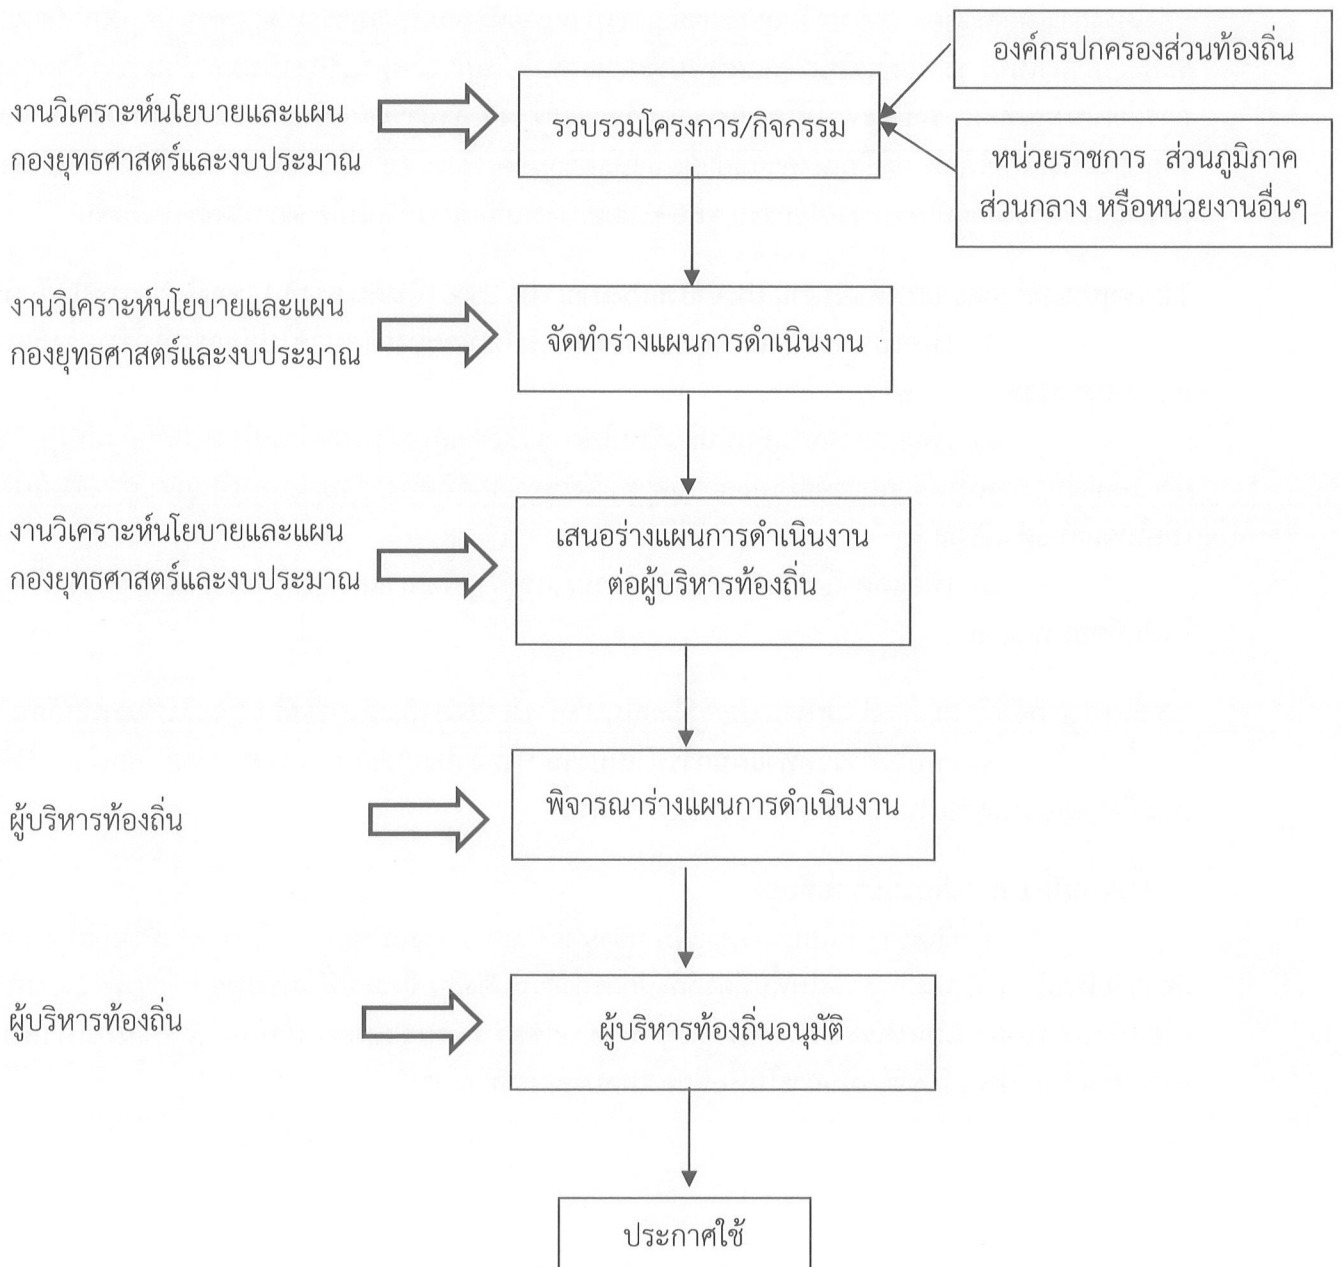 องค์กรปกครองส่วนท้องถิ่น
งานวิเคราะห์นโยบายและแผน
กองยุทธศาสตร์และงบประมาณ
รวบรวมโครงการ/กิจกรรม
หน่วยราชการ ส่วนภูมิภาค
ส่วนกลาง หรือหน่วยงานอื่นๆ
งานวิเคราะห์นโยบายและแผน
กองยุทธศาสตร์และงบประมาณ
จัดทำร่างแผนการดำเนินงาน
งานวิเคราะห์นโยบายและแผน
กองยุทธศาสตร์และงบประมาณ
เสนอร่างแผนการดำเนินงาน
ต่อผู้บริหารท้องถิ่น
ผู้บริหารท้องถิ่น
พิจารณาร่างแผนการดำเนินงาน
ผู้บริหารท้องถิ่น
ผู้บริหารท้องถิ่นอนุมัติ
ประกาศใช้